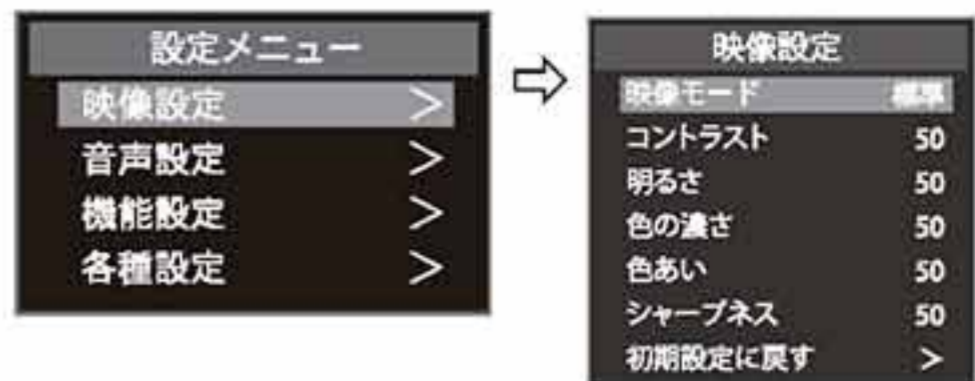 設定メニュー
映像設定 >
音声設定 >
機能設定 >
各種設定 >
映像設定
映像モード 標準
コントラスト 50
明るさ 50
色の濃さ 50
色あい 50
シャープネス 50
初期設定に戻す >